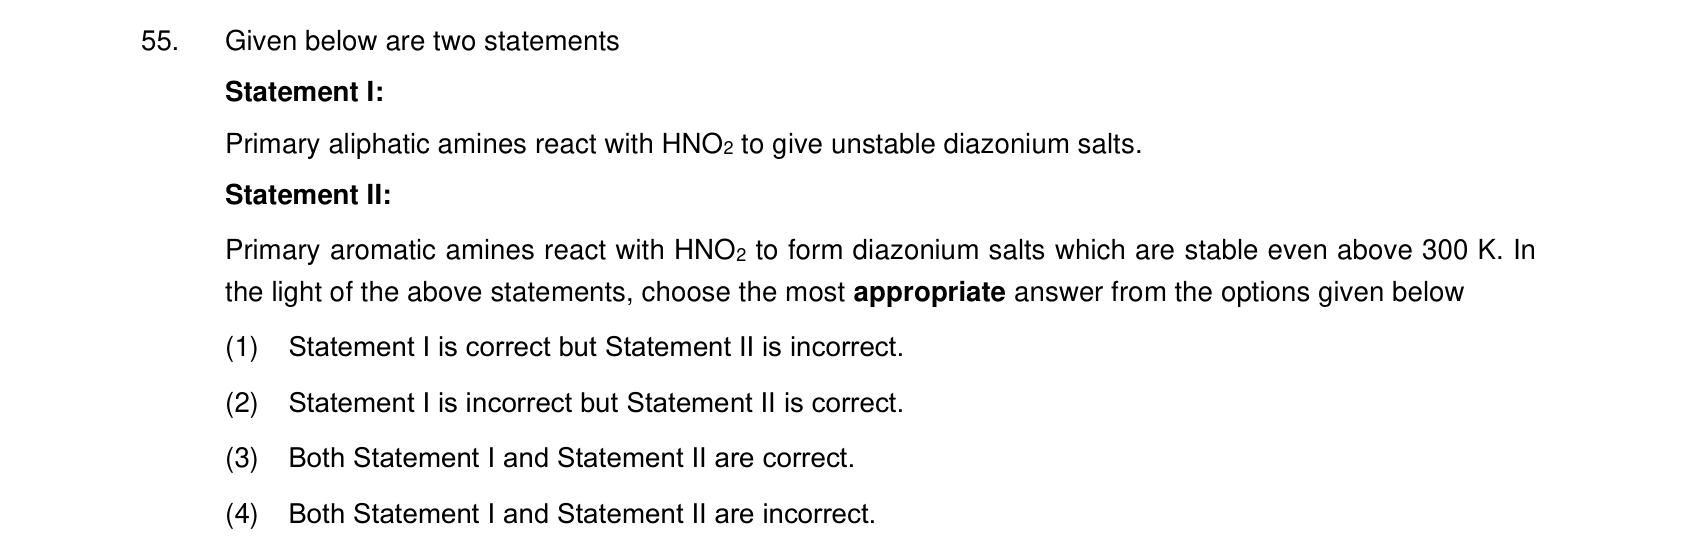 55. Given below are two statements
Statement I:
Primary aliphatic amines react with HNO2 to give unstable diazonium salts.
Statement II:
Primary aromatic amines react with HNO2 to form diazonium salts which are stable even above 300 K. In
the light of the above statements, choose the most appropriate answer from the options given below
(1) Statement I is correct but Statement II is incorrect.
(2) Statement I is incorrect but Statement II is correct.
(3) Both Statement I and Statement II are correct.
(4) Both Statement I and Statement II are incorrect.